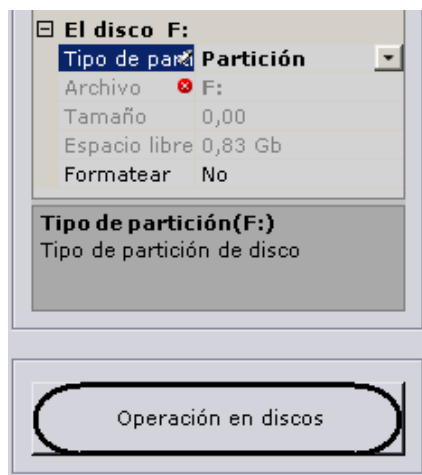 El disco F:
Tipo de parti Partición
Archivo F:
Tamaño 0,00
Espacio libre 0,83 Gb
Formatear No
Tipo de partición(F:)
Tipo de partición de disco
Operación en discos